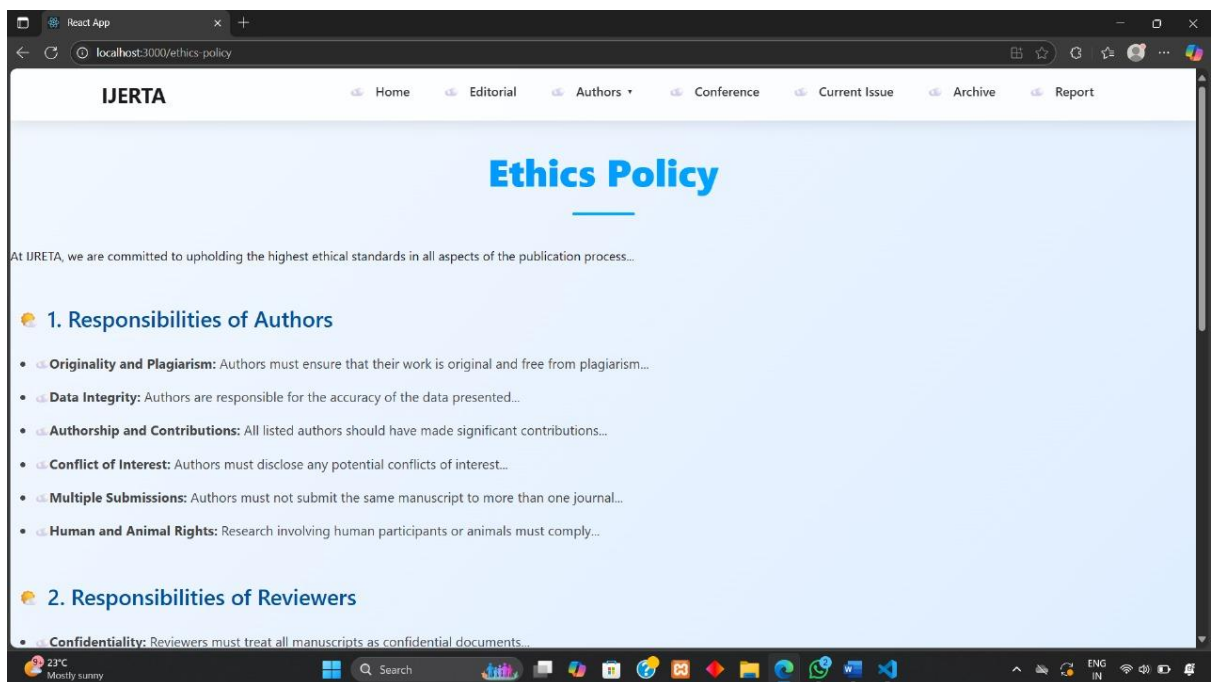 React App
localhost:3000/ethics-policy
IJERTA
Home
Editorial
Authors
Conference
Current Issue
Archive
Report
Ethics Policy
At IJRETA, we are committed to upholding the highest ethical standards in all aspects of the publication process...
1. Responsibilities of Authors
Originality and Plagiarism: Authors must ensure that their work is original and free from plagiarism...
Data Integrity: Authors are responsible for the accuracy of the data presented...
Authorship and Contributions: All listed authors should have made significant contributions...
Conflict of Interest: Authors must disclose any potential conflicts of interest...
Multiple Submissions: Authors must not submit the same manuscript to more than one journal...
Human and Animal Rights: Research involving human participants or animals must comply...
2. Responsibilities of Reviewers
Confidentiality: Reviewers must treat all manuscripts as confidential documents...
9+
23°C
Mostly sunny
Search
ENG
IN